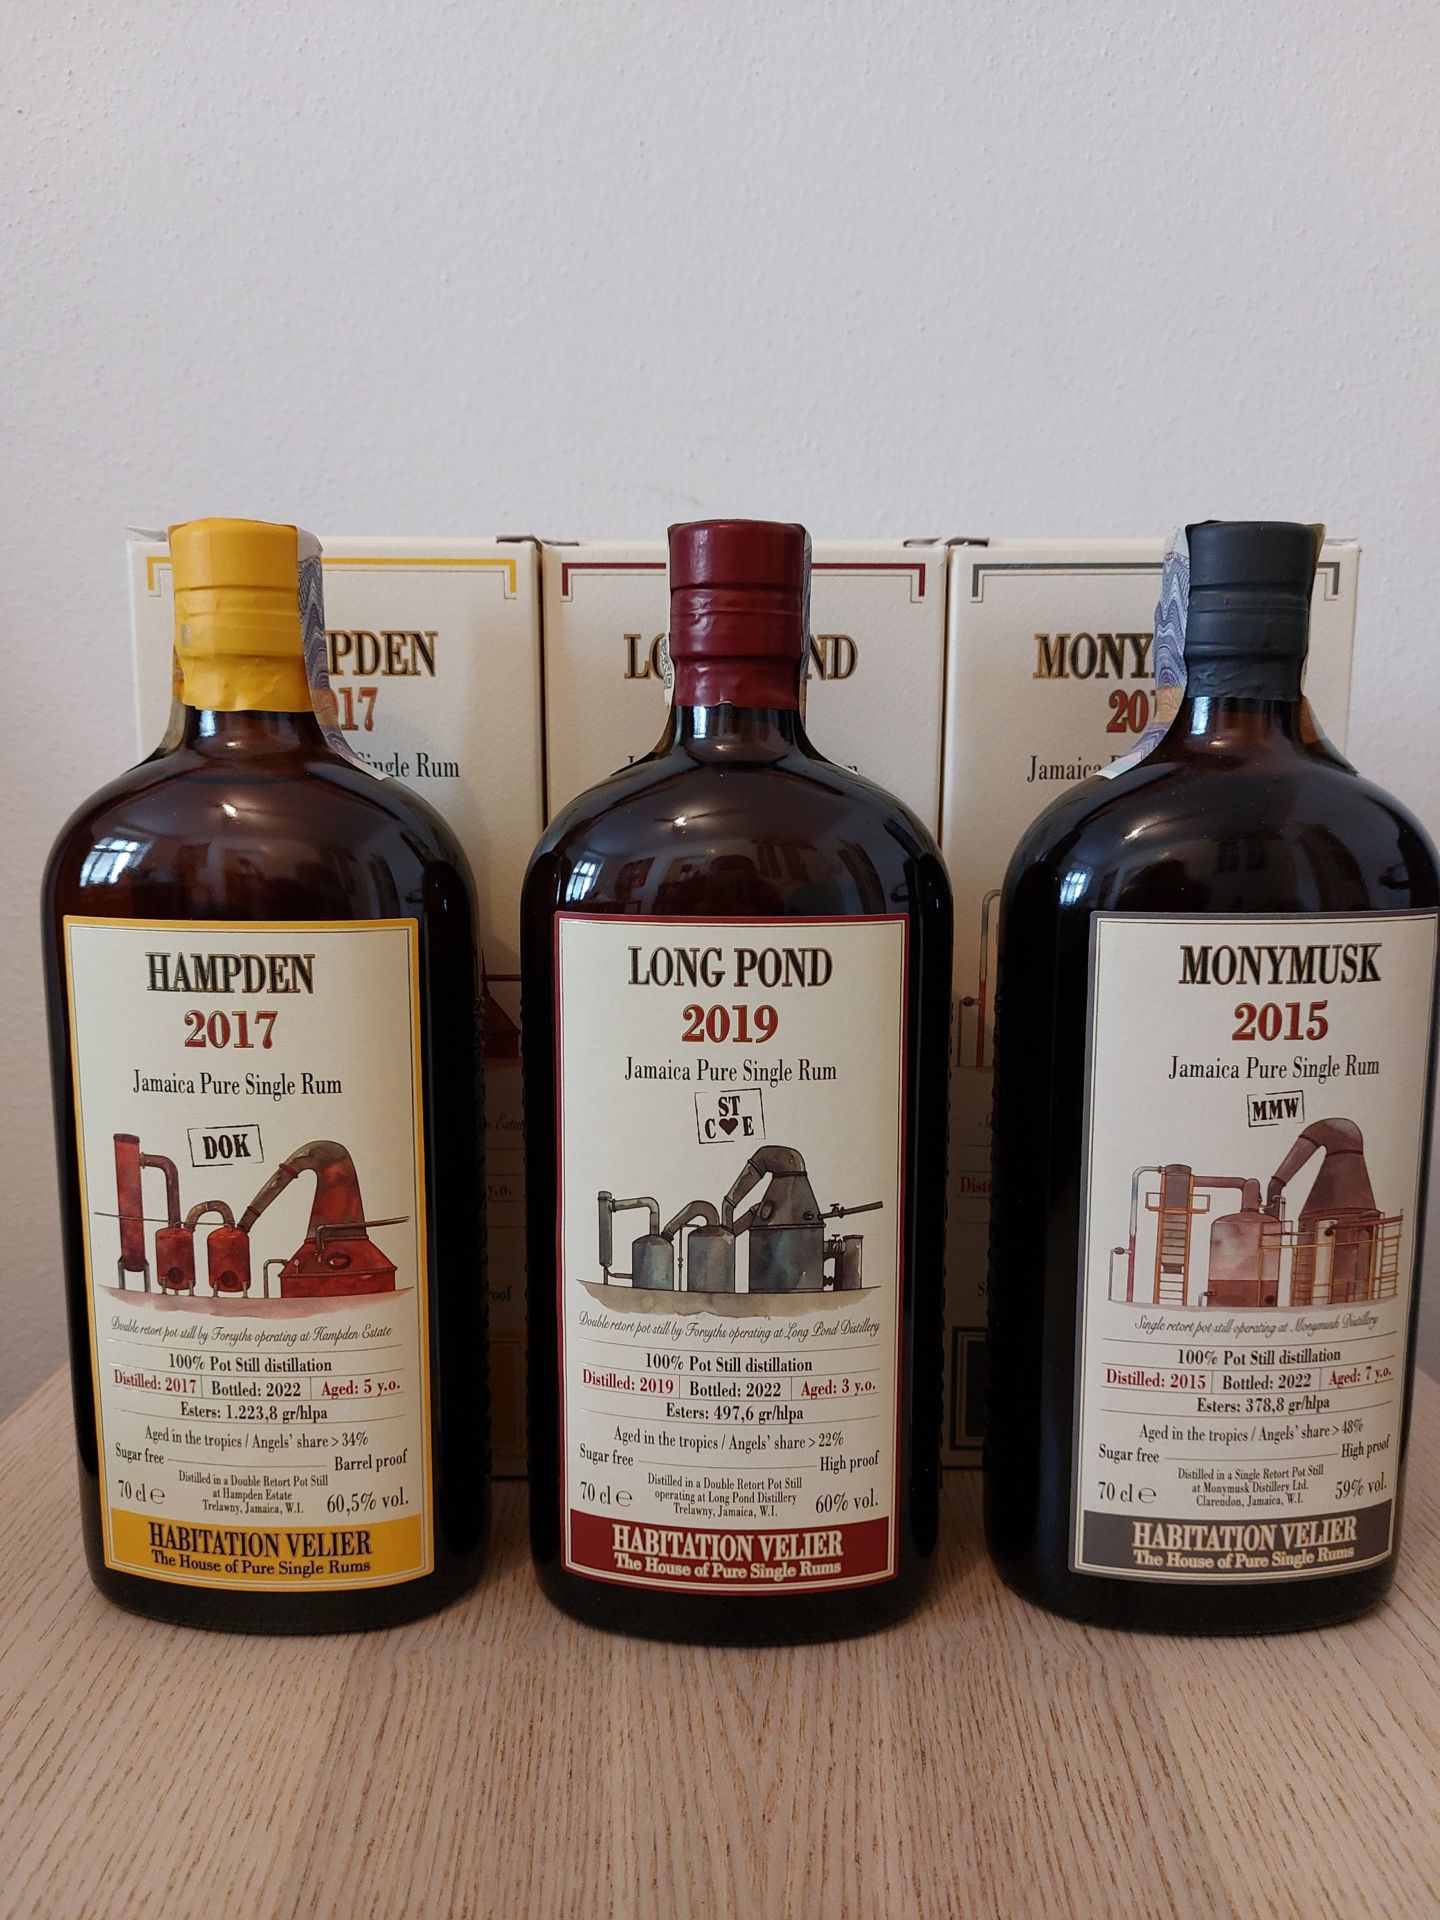 PDEN
017
Single Rum
LO
ND
MONY
201
Jamaica
HAMPDEN
2017
Jamaica Pure Single Rum
DOK
Double retort pot still by Forsyths operating at Hampden Estate
100% Pot Still distillation
Distilled: 2017 Bottled: 2022 Aged: 5 y.o.
Esters: 1.223,8 gr/hlpa
Aged in the tropics / Angels' share > 34%
Sugar free Barrel proof
70 cl e
Distilled in a Double Retort Pot Still
at Hampden Estate
Trelawny, Jamaica, W.I.
60,5% vol.
HABITATION VELIER
The House of Pure Single Rums
LONG POND
2019
Jamaica Pure Single Rum
ST
C♥E
Double retort pot still by Forsyths operating at Long Pond Distillery
100% Pot Still distillation
Distilled: 2019 Bottled: 2022 Aged: 3 y.o.
Esters: 497,6 gr/hlpa
Aged in the tropics / Angels' share > 22%
Sugar free High proof
70 cl e
Distilled in a Double Retort Pot Still
operating at Long Pond Distillery
Trelawny, Jamaica, W.I.
60% vol.
HABITATION VELIER
The House of Pure Single Rums
MONYMUSK
2015
Jamaica Pure Single Rum
MMW
Single retort pot still operating at Monymusk Distillery
100% Pot Still distillation
Distilled: 2015 Bottled: 2022 Aged: 7 y.o.
Esters: 378,8 gr/hlpa
Aged in the tropics / Angels' share > 48%
Sugar free High proof
70 cl e
Distilled in a Single Retort Pot Still
at Monymusk Distillery Ltd.
Clarendon, Jamaica, W.I.
59% vol.
HABITATION VELIER
The House of Pure Single Rums